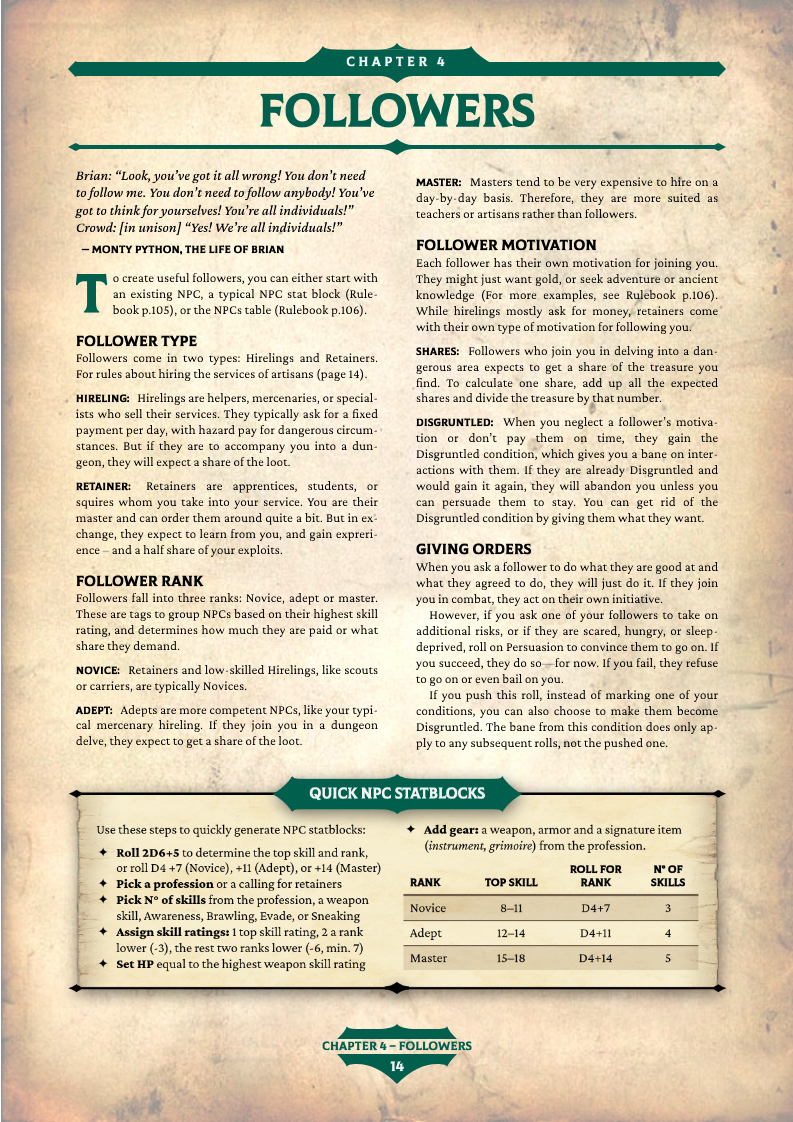 CHAPTER 4
FOLLOWERS
Brian: “Look, you’ve got it all wrong! You don’t need
to follow me. You don’t need to follow anybody! You’ve
got to think for yourselves! You’re all individuals!”
Crowd: [in unison] “Yes! We’re all individuals!”
– MONTY PYTHON, THE LIFE OF BRIAN
To create useful followers, you can either start with
an existing NPC, a typical NPC stat block (Rule-
book p.105), or the NPCs table (Rulebook p.106).
FOLLOWER TYPE
Followers come in two types: Hirelings and Retainers.
For rules about hiring the services of artisans (page 14).
HIRELING: Hirelings are helpers, mercenaries, or special-
ists who sell their services. They typically ask for a fixed
payment per day, with hazard pay for dangerous circum-
stances. But if they are to accompany you into a dun-
geon, they will expect a share of the loot.
RETAINER: Retainers are apprentices, students, or
squires whom you take into your service. You are their
master and can order them around quite a bit. But in ex-
change, they expect to learn from you, and gain expreri-
ence – and a half share of your exploits.
FOLLOWER RANK
Followers fall into three ranks: Novice, adept or master.
These are tags to group NPCs based on their highest skill
rating, and determines how much they are paid or what
share they demand.
NOVICE: Retainers and low-skilled Hirelings, like scouts
or carriers, are typically Novices.
ADEPT: Adepts are more competent NPCs, like your typi-
cal mercenary hireling. If they join you in a dungeon
delve, they expect to get a share of the loot.
MASTER: Masters tend to be very expensive to hire on a
day-by-day basis. Therefore, they are more suited as
teachers or artisans rather than followers.
FOLLOWER MOTIVATION
Each follower has their own motivation for joining you.
They might just want gold, or seek adventure or ancient
knowledge (For more examples, see Rulebook p.106).
While hirelings mostly ask for money, retainers come
with their own type of motivation for following you.
SHARES: Followers who join you in delving into a dan-
gerous area expects to get a share of the treasure you
find. To calculate one share, add up all the expected
shares and divide the treasure by that number.
DISGRUNTLED: When you neglect a follower’s motiva-
tion or don’t pay them on time, they gain the
Disgruntled condition, which gives you a bane on inter-
actions with them. If they are already Disgruntled and
would gain it again, they will abandon you unless you
can persuade them to stay. You can get rid of the
Disgruntled condition by giving them what they want.
GIVING ORDERS
When you ask a follower to do what they are good at and
what they agreed to do, they will just do it. If they join
you in combat, they act on their own initiative.
However, if you ask one of your followers to take on
additional risks, or if they are scared, hungry, or sleep-
deprived, roll on Persuasion to convince them to go on. If
you succeed, they do so—for now. If you fail, they refuse
to go on or even bail on you.
If you push this roll, instead of marking one of your
conditions, you can also choose to make them become
Disgruntled. The bane from this condition does only ap-
ply to any subsequent rolls, not the pushed one.
QUICK NPC STATBLOCKS
Use these steps to quickly generate NPC statblocks:
✦ Roll 2D6+5 to determine the top skill and rank,
or roll D4 +7 (Novice), +11 (Adept), or +14 (Master)
✦ Pick a profession or a calling for retainers
✦ Pick N° of skills from the profession, a weapon
skill, Awareness, Brawling, Evade, or Sneaking
✦ Assign skill ratings: 1 top skill rating, 2 a rank
lower (-3), the rest two ranks lower (-6, min. 7)
✦ Set HP equal to the highest weapon skill rating
✦ Add gear: a weapon, armor and a signature item
(instrument, grimoire) from the profession.
RANK TOP SKILL ROLL FOR RANK N° OF SKILLS
Novice 8–11 D4+7 3
Adept 12–14 D4+11 4
Master 15–18 D4+14 5
CHAPTER 4 – FOLLOWERS
14